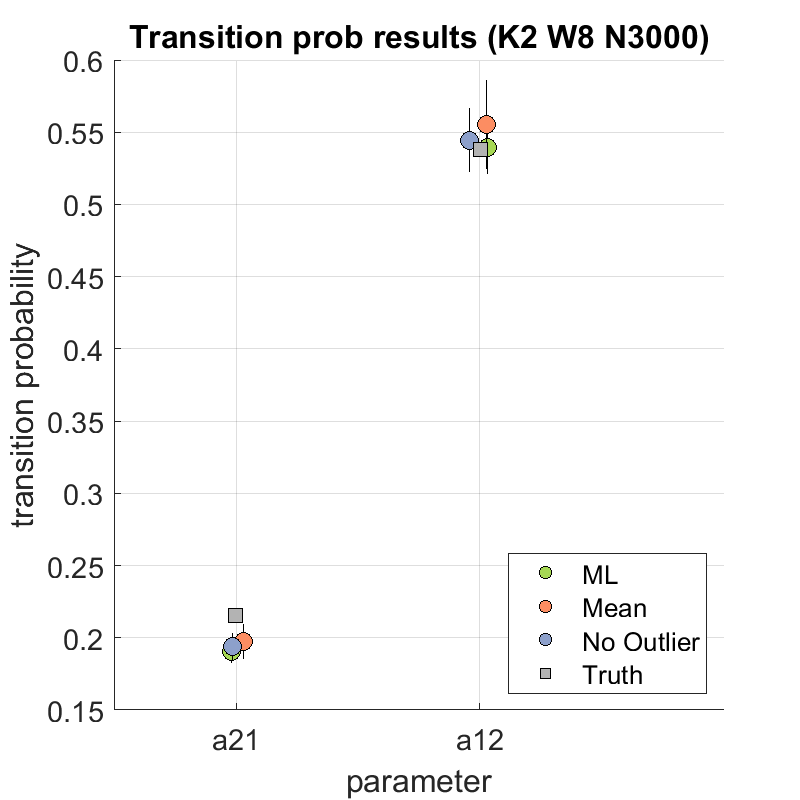 Transition prob results (K2 W8 N3000)
0.6
0.55
0.5
0.45
0.4
0.35
0.3
0.25
0.2
0.15
transition probability
a21 a12
parameter
ML
Mean
No Outlier
Truth